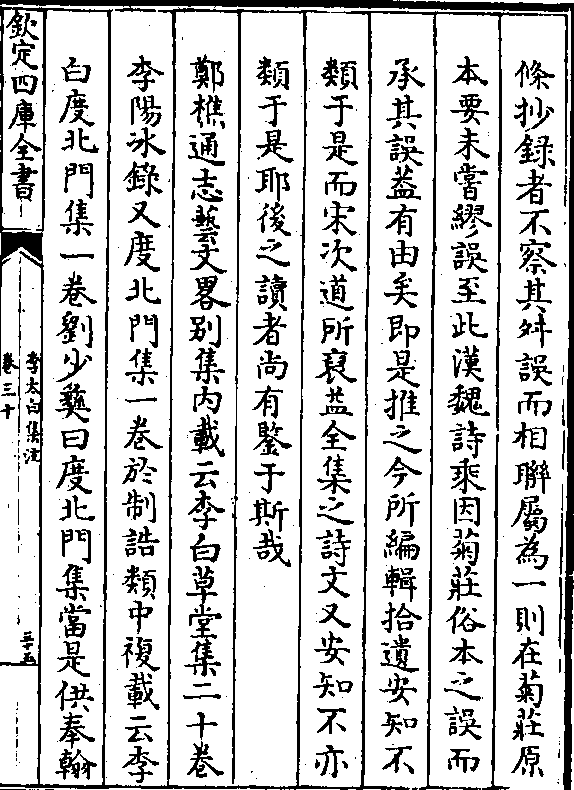 條抄録者不察其舛誤而相聯屬為一則在菊莊原
本要未嘗繆誤至此漢魏詩乘因菊莊俗本之誤而
承其誤葢有由矣即是推之今所編輯拾遺安知不
類于是而宋次道所裒益全集之詩文又安知不亦
類于是耶後之讀者尚有鑒于斯哉
鄭樵通志藝文畧别集内載云李白草堂集二十卷
李陽冰錄又度北門集一卷於制誥類中複載云李
白度北門集一卷劉少彝曰度北門集當是供奉翰
欽定四庫全書
李太白集注
卷三十
三十五